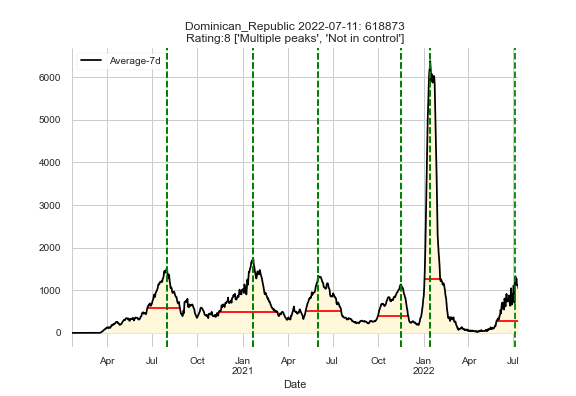 Dominican_Republic 2022-07-11: 618873
Rating:8 ['Multiple peaks', 'Not in control']
Average-7d
6000
5000
4000
3000
2000
1000
0
Apr Jul Oct Jan Apr Jul Oct Jan Apr Jul
2021 2022
Date